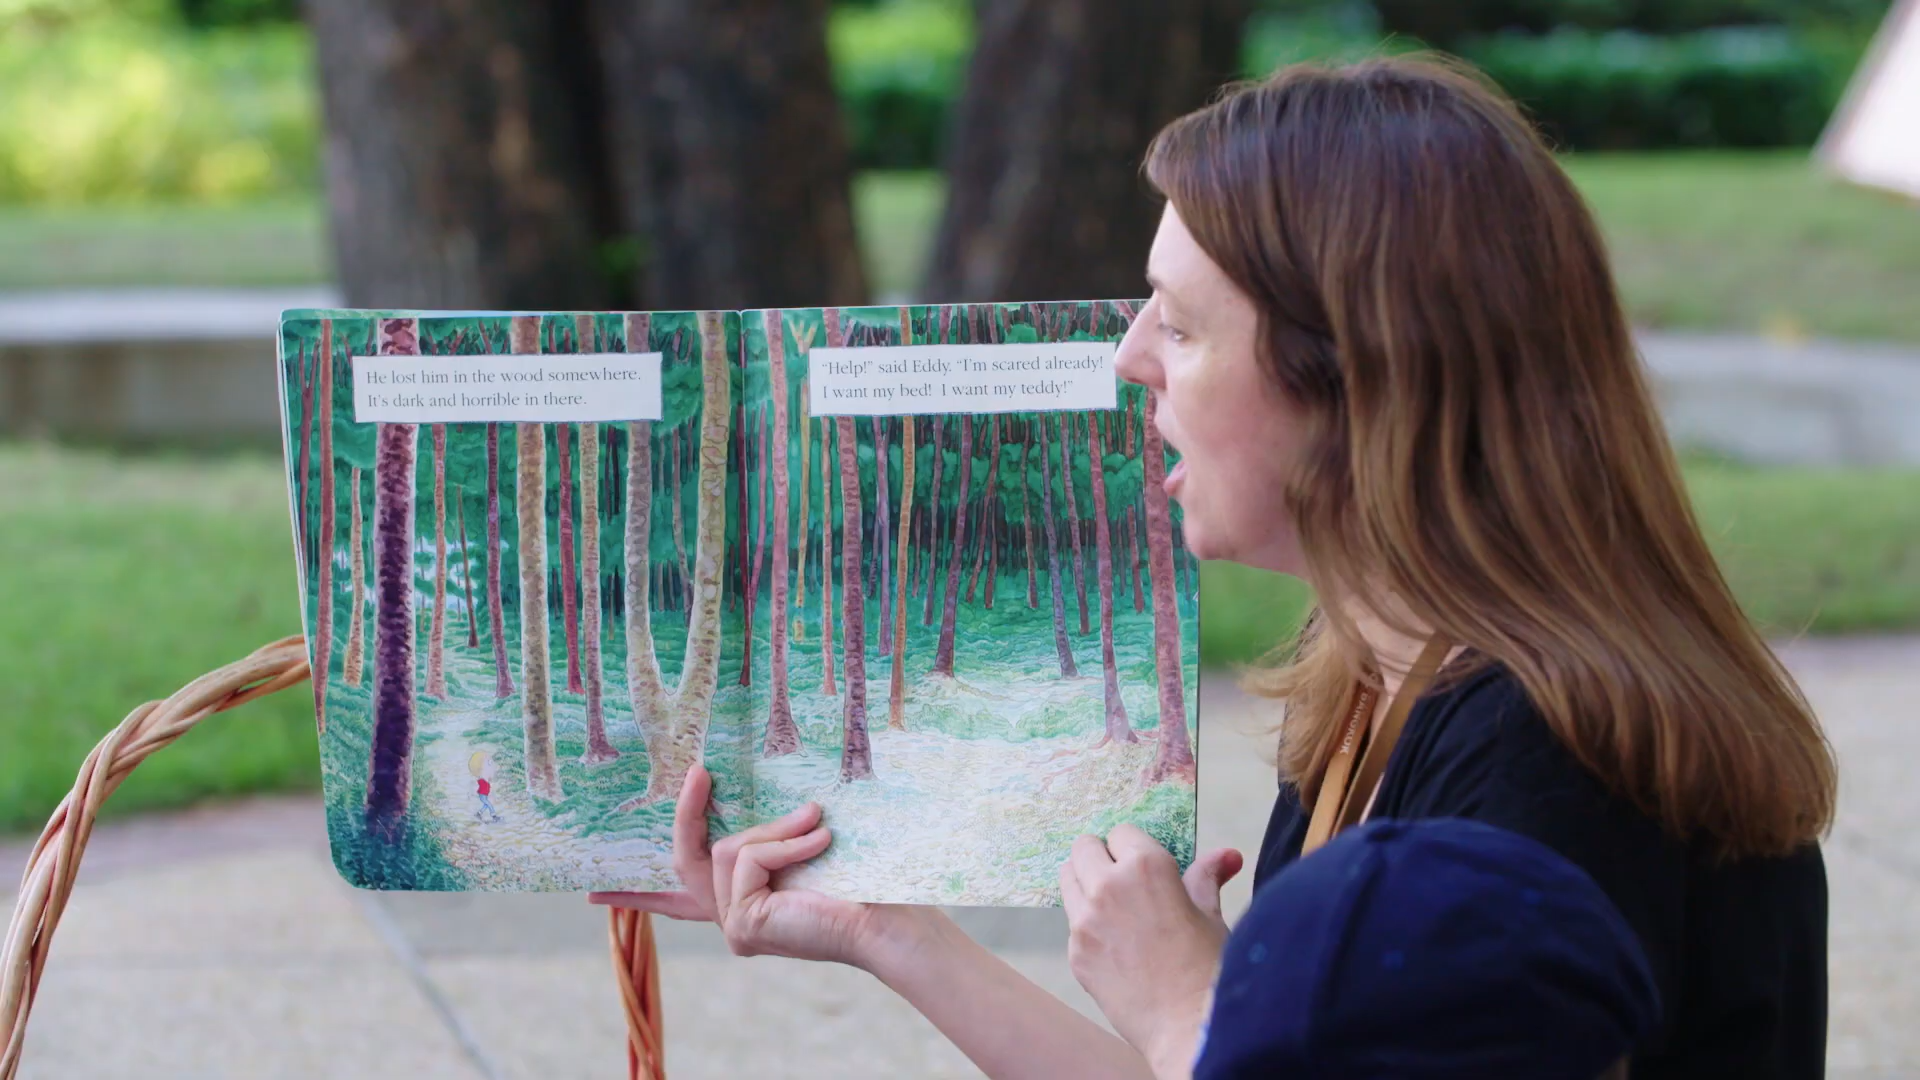 He lost him in the wood somewhere.
It's dark and horrible in there.
“Help!” said Eddy. “I'm scared already!
I want my bed!  I want my teddy!”
BANGKOK